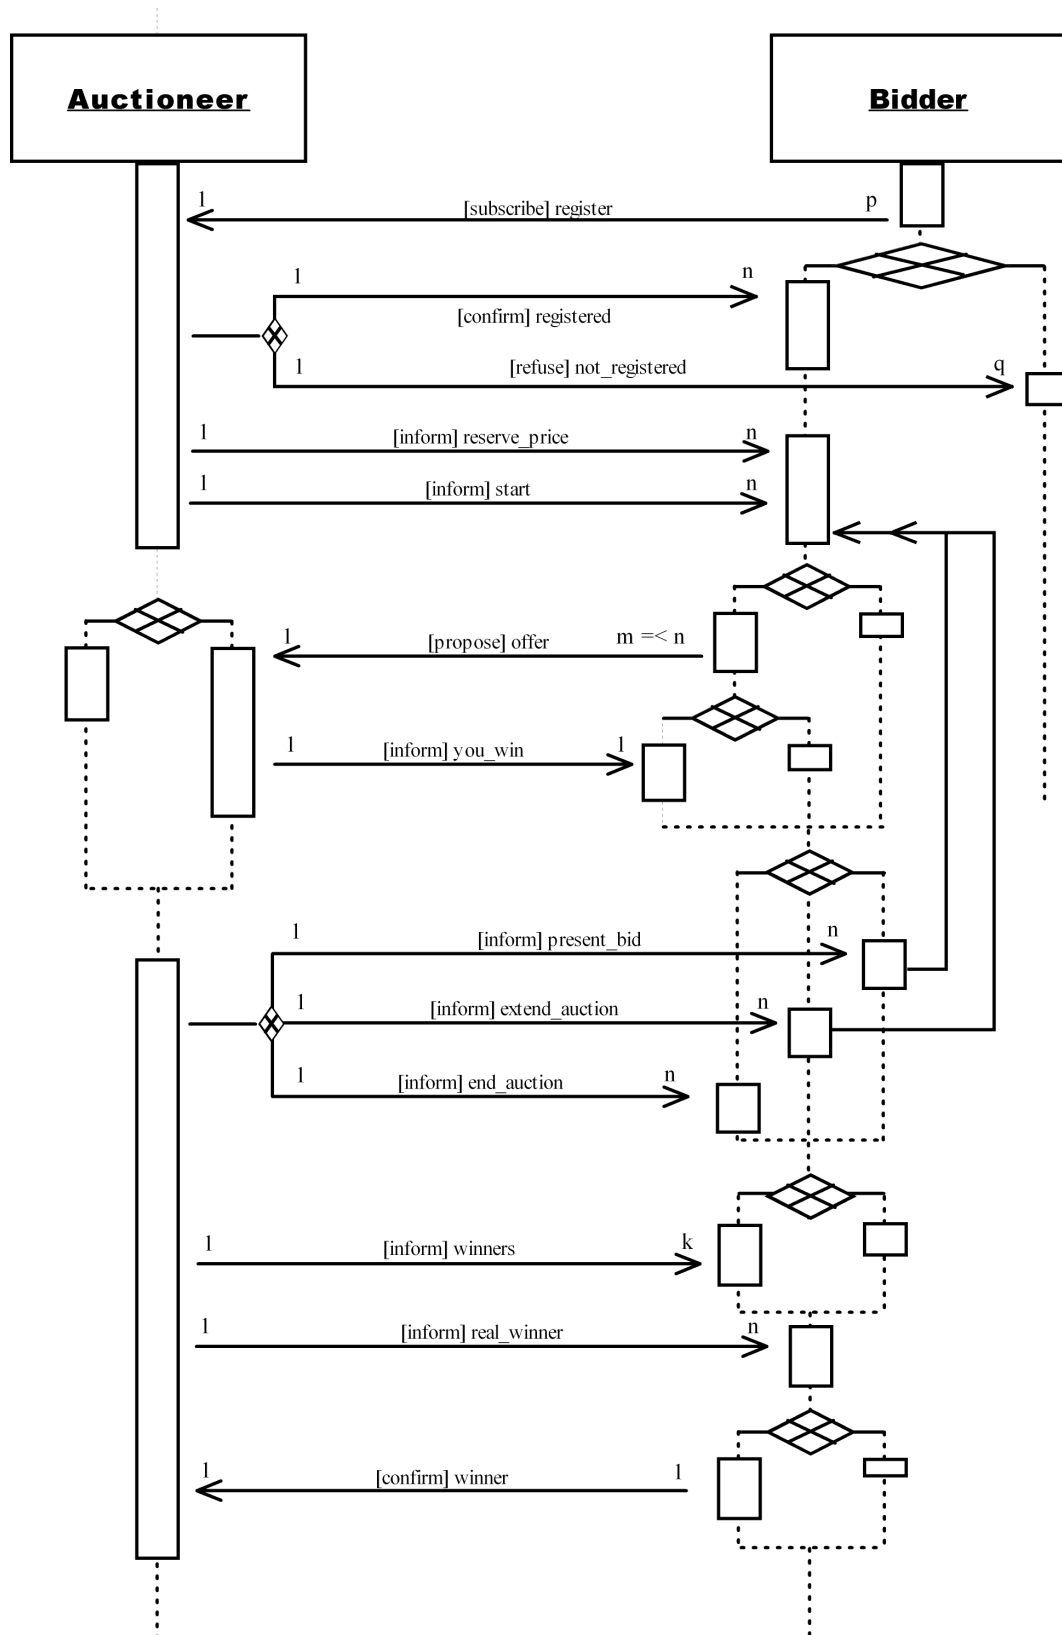 Auctioneer
Bidder
1
[subscribe] register
p
1
n
[confirm] registered
1
[refuse] not_registered
q
1
[inform] reserve_price
n
1
[inform] start
n
1
[propose] offer
m =< n
1
[inform] you_win
1
1
[inform] present_bid
n
1
[inform] extend_auction
n
1
[inform] end_auction
n
1
[inform] winners
k
1
[inform] real_winner
n
1
[confirm] winner
1